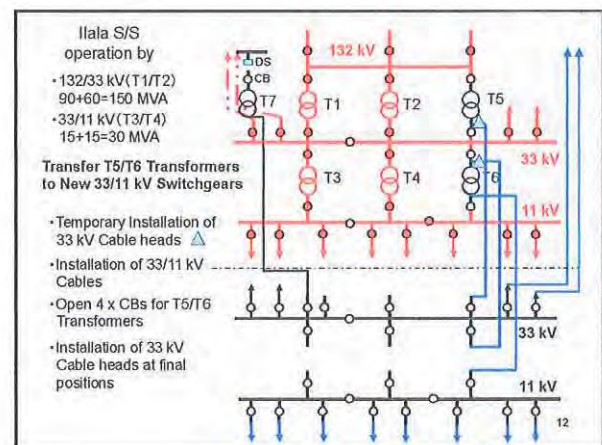 Ilala S/S
operation by
・132/33 kV(T1/T2)
90+60=150 MVA
・33/11 kV(T3/T4)
15+15=30 MVA
Transfer T5/T6 Transformers
to New 33/11 kV Switchgears
・Temporary Installation of
33 kV Cable heads
・Installation of 33/11 kV
Cables
・Open 4 x CBs for T5/T6
Transformers
・Installation of 33 kV
Cable heads at final
positions
132 kV
DS
CB
T7
T1
T2
T5
33 kV
T3
T4
T6
11 kV
33 kV
11 kV
12